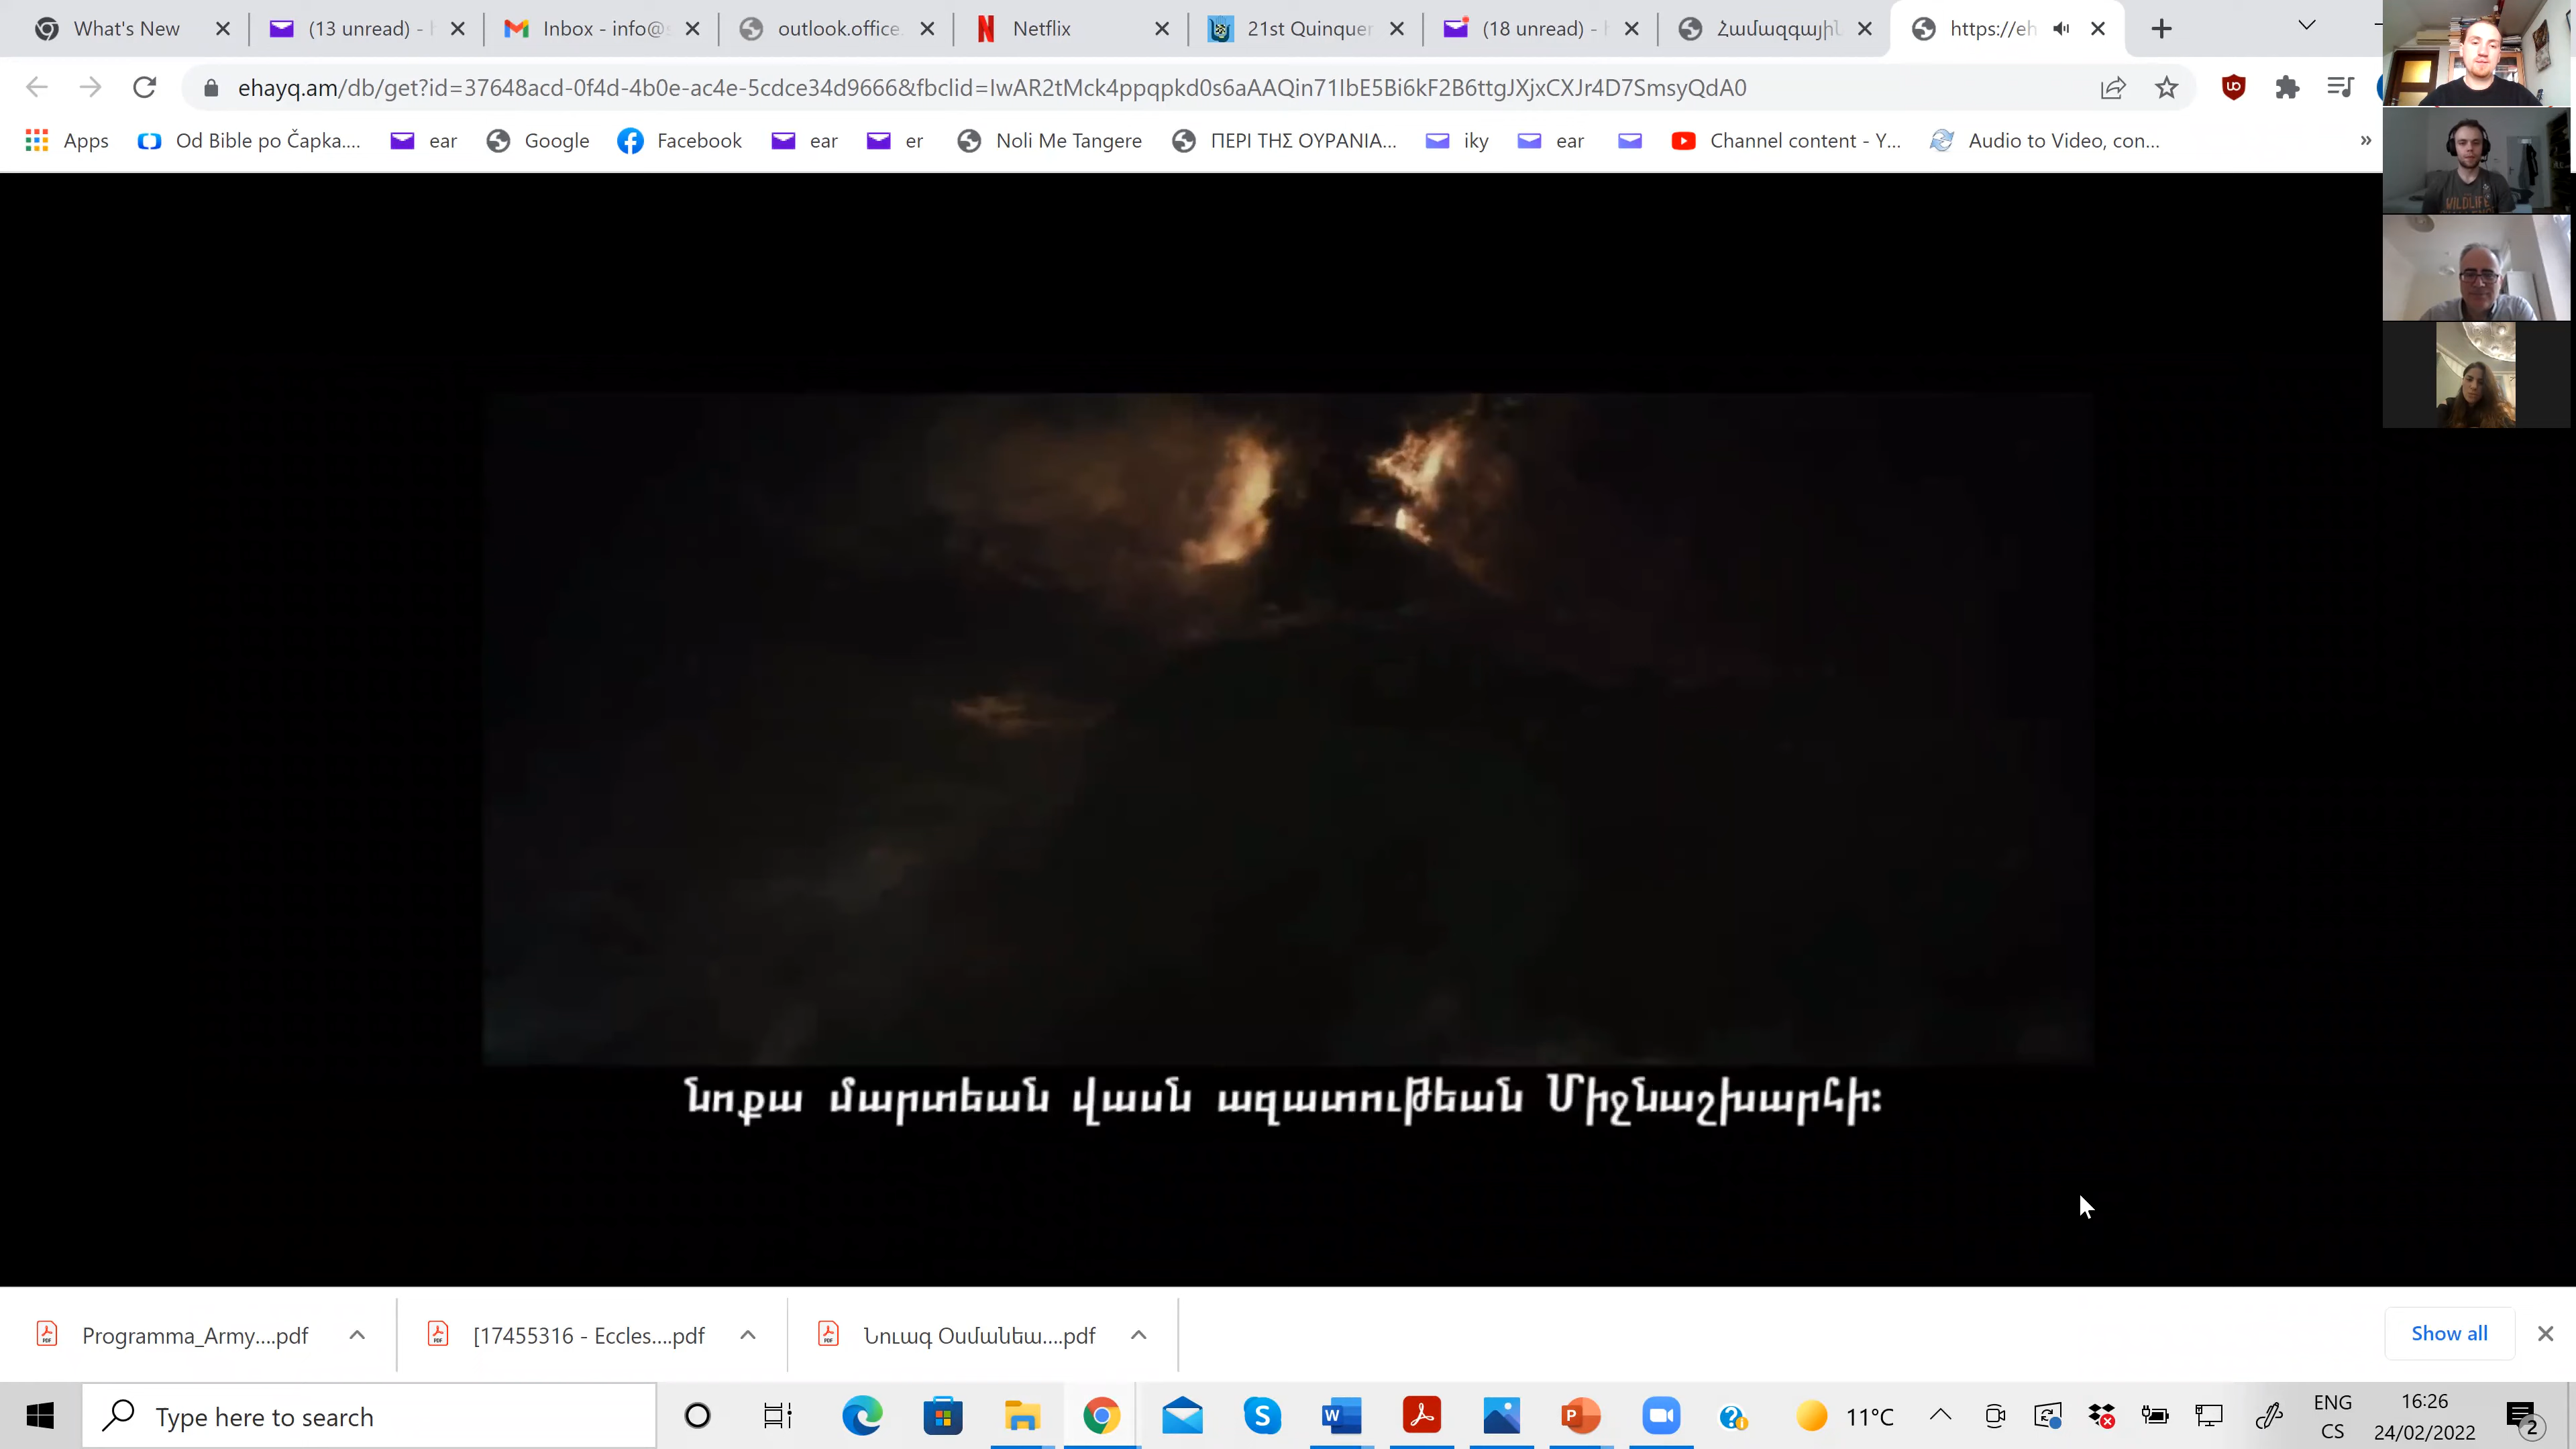 What's New
(13 unread) -
Inbox - info@s
outlook.office.
Netflix
21st Quinquer
(18 unread) - h
Համազգային
https://eh
ehayq.am/db/get?id=37648acd-0f4d-4b0e-ac4e-5cdce34d9666&fbclid=IwAR2tMck4ppqpkd0s6aAAQin71IbE5Bi6kF2B6ttgJXjxCXJr4D7SmsyQdA0
Apps
Od Bible po Čapka....
ear
Google
Facebook
ear
er
Noli Me Tangere
ΠΕΡΙ ΤΗΣ ΟΥΡΑΝΙΑ...
iky
ear
Channel content - Y...
Audio to Video, con...
»
WILDLIFE
նոքա մարտեան վասն ազատութեան Միջնաշխարհի։
Programma_Army....pdf
[17455316 - Eccles....pdf
Նուագ Օսմանեա....pdf
Show all
Type here to search
11°C
ENG
CS
16:26
24/02/2022
2